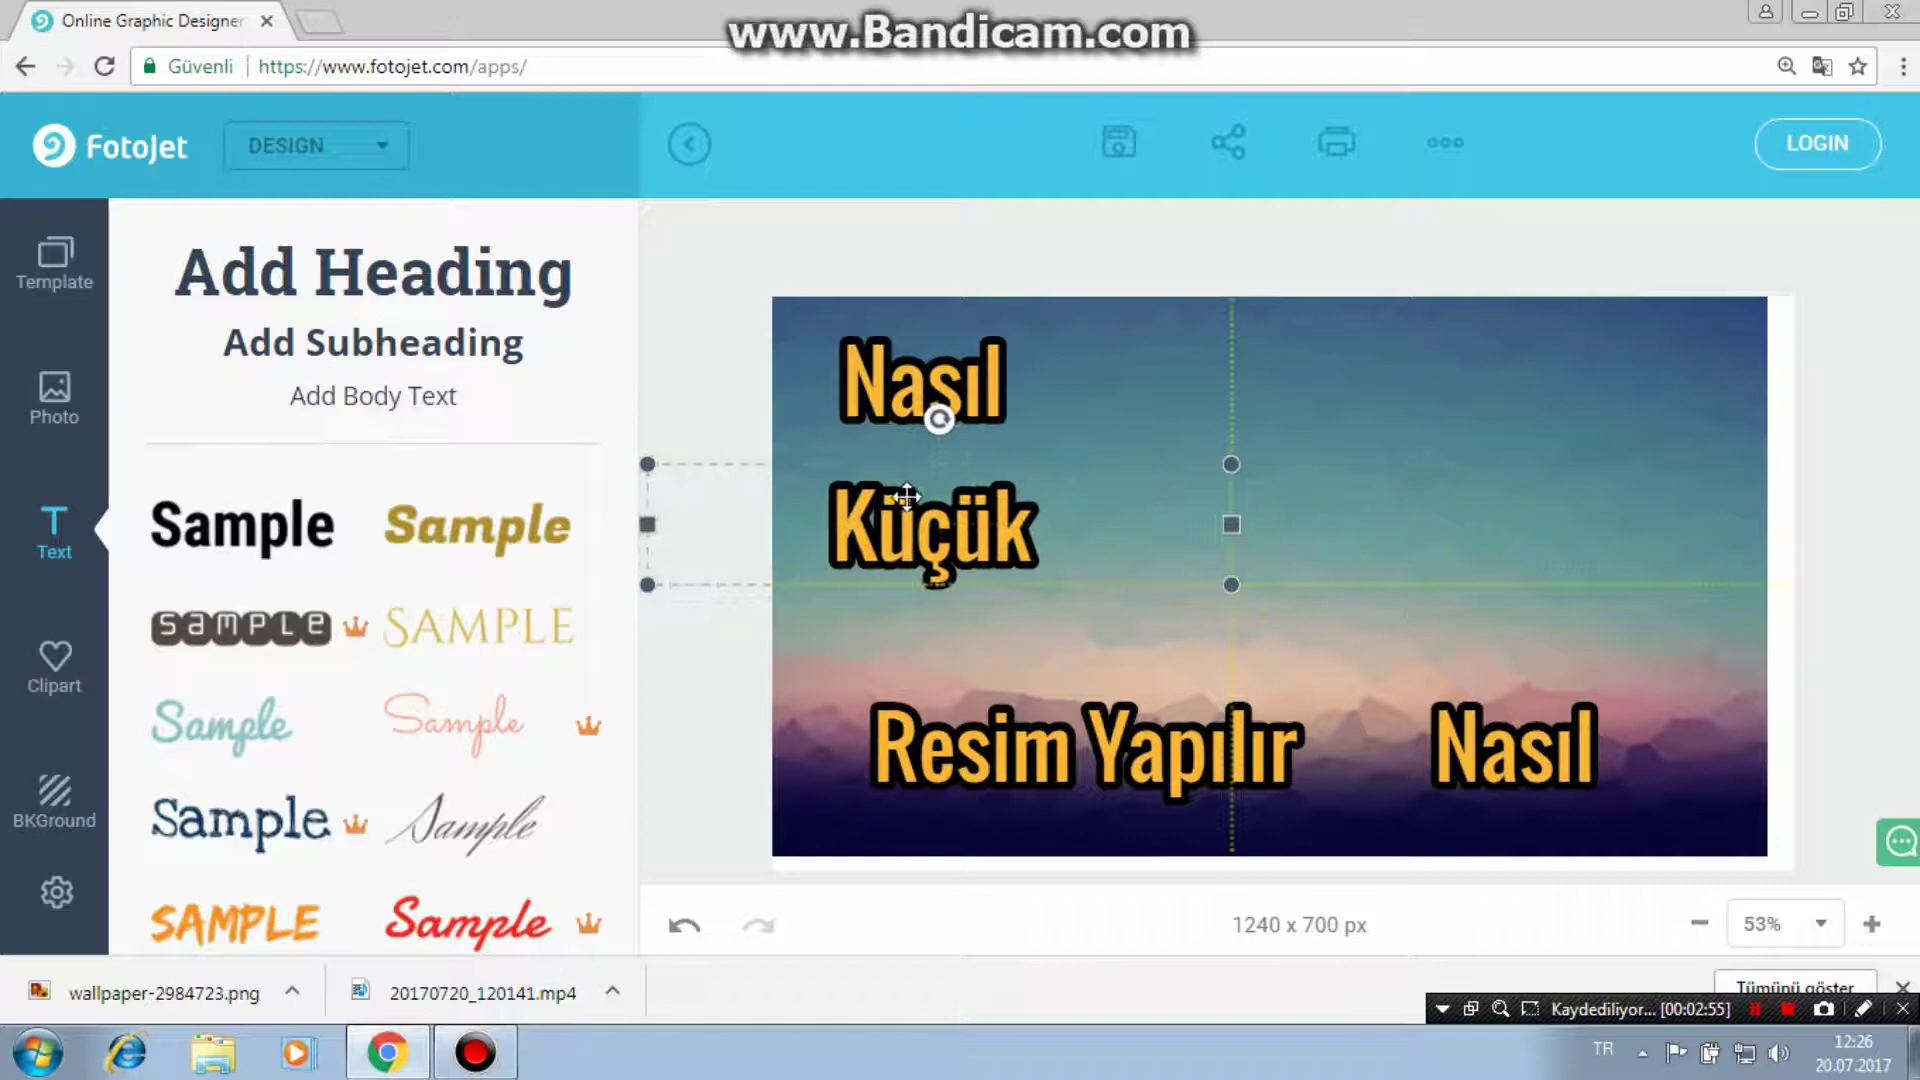 Online Graphic Designer
www.Bandicam.com
Güvenli
https://www.fotojet.com/apps/
FotoJet
DESIGN
LOGIN
Template
Photo
Text
Clipart
BKGround
Add Heading
Add Subheading
Add Body Text
Sample Sample
SAMPLE SAMPLE
Sample Sample
Sample Sample
SAMPLE Sample
Nasıl
Küçük
Resim Yapılır Nasıl
1240 x 700 px
53%
wallpaper-2984723.png
20170720_120141.mp4
Tümünü göster
Kaydediliyor... [00:02:55]
TR
12:26
20.07.2017